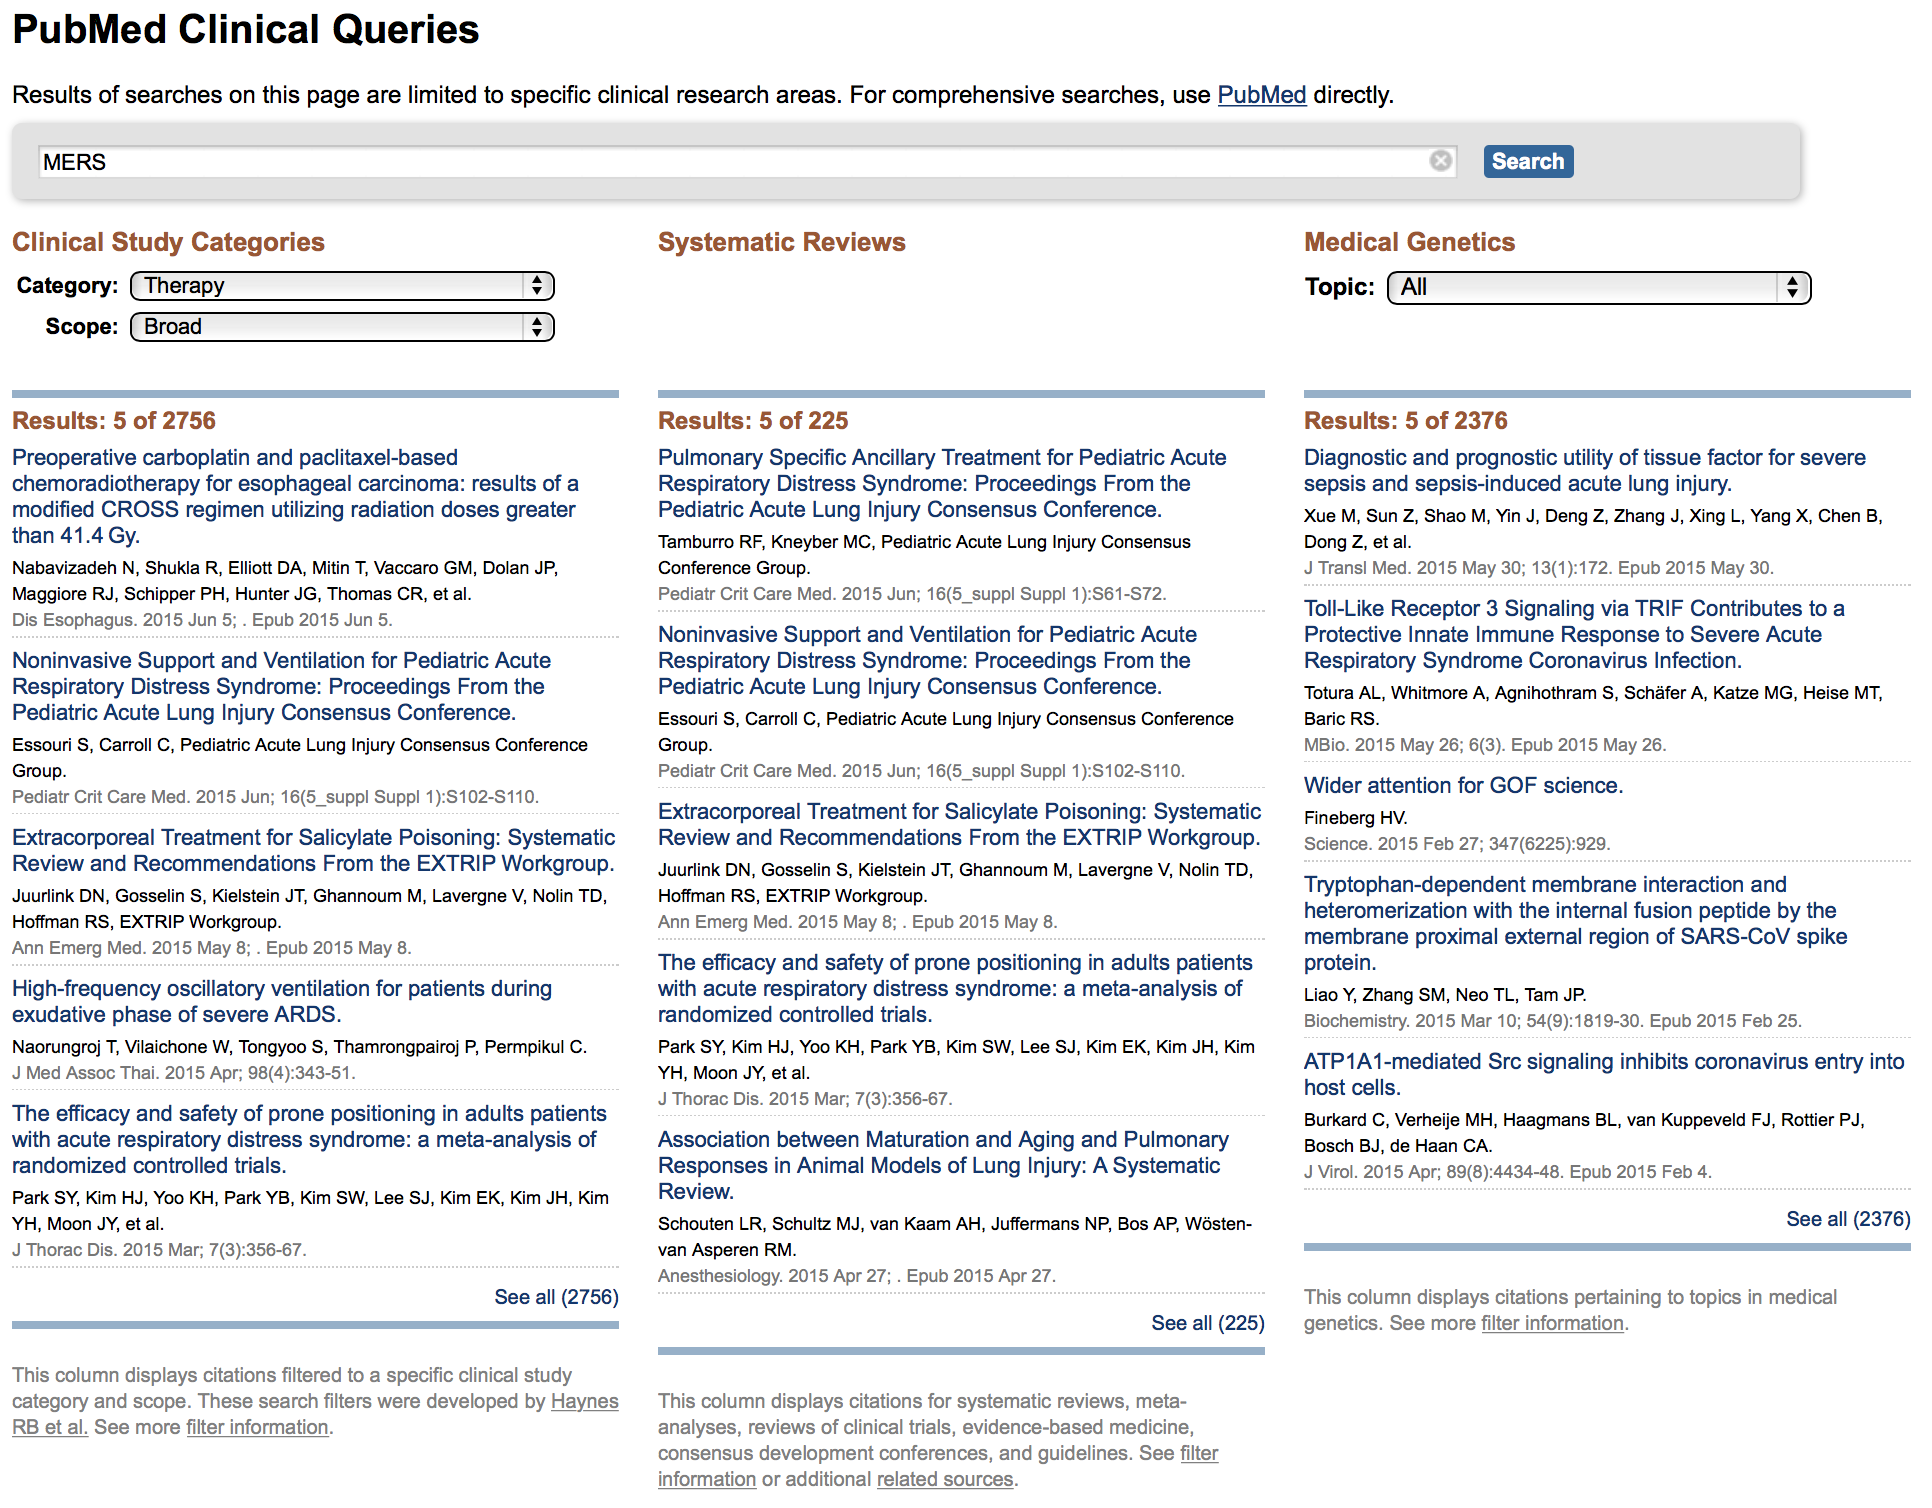 PubMed Clinical Queries
Results of searches on this page are limited to specific clinical research areas. For comprehensive searches, use PubMed directly.
MERS
Search
Clinical Study Categories
Category: Therapy
Scope: Broad
Results: 5 of 2756
Preoperative carboplatin and paclitaxel-based
chemoradiotherapy for esophageal carcinoma: results of a
modified CROSS regimen utilizing radiation doses greater
than 41.4 Gy.
Nabavizadeh N, Shukla R, Elliott DA, Mitin T, Vaccaro GM, Dolan JP,
Maggiore RJ, Schipper PH, Hunter JG, Thomas CR, et al.
Dis Esophagus. 2015 Jun 5; . Epub 2015 Jun 5.
Noninvasive Support and Ventilation for Pediatric Acute
Respiratory Distress Syndrome: Proceedings From the
Pediatric Acute Lung Injury Consensus Conference.
Essouri S, Carroll C, Pediatric Acute Lung Injury Consensus Conference
Group.
Pediatr Crit Care Med. 2015 Jun; 16(5_suppl Suppl 1):S102-S110.
Extracorporeal Treatment for Salicylate Poisoning: Systematic
Review and Recommendations From the EXTRIP Workgroup.
Juurlink DN, Gosselin S, Kielstein JT, Ghannoum M, Lavergne V, Nolin TD,
Hoffman RS, EXTRIP Workgroup.
Ann Emerg Med. 2015 May 8; . Epub 2015 May 8.
High-frequency oscillatory ventilation for patients during
exudative phase of severe ARDS.
Naorungroj T, Vilaichone W, Tongyoo S, Thamrongpairoj P, Permpikul C.
J Med Assoc Thai. 2015 Apr; 98(4):343-51.
The efficacy and safety of prone positioning in adults patients
with acute respiratory distress syndrome: a meta-analysis of
randomized controlled trials.
Park SY, Kim HJ, Yoo KH, Park YB, Kim SW, Lee SJ, Kim EK, Kim JH, Kim
YH, Moon JY, et al.
J Thorac Dis. 2015 Mar; 7(3):356-67.
See all (2756)
This column displays citations filtered to a specific clinical study
category and scope. These search filters were developed by Haynes
RB et al. See more filter information.
Systematic Reviews
Results: 5 of 225
Pulmonary Specific Ancillary Treatment for Pediatric Acute
Respiratory Distress Syndrome: Proceedings From the
Pediatric Acute Lung Injury Consensus Conference.
Tamburro RF, Kneyber MC, Pediatric Acute Lung Injury Consensus
Conference Group.
Pediatr Crit Care Med. 2015 Jun; 16(5_suppl Suppl 1):S61-S72.
Noninvasive Support and Ventilation for Pediatric Acute
Respiratory Distress Syndrome: Proceedings From the
Pediatric Acute Lung Injury Consensus Conference.
Essouri S, Carroll C, Pediatric Acute Lung Injury Consensus Conference
Group.
Pediatr Crit Care Med. 2015 Jun; 16(5_suppl Suppl 1):S102-S110.
Extracorporeal Treatment for Salicylate Poisoning: Systematic
Review and Recommendations From the EXTRIP Workgroup.
Juurlink DN, Gosselin S, Kielstein JT, Ghannoum M, Lavergne V, Nolin TD,
Hoffman RS, EXTRIP Workgroup.
Ann Emerg Med. 2015 May 8; . Epub 2015 May 8.
The efficacy and safety of prone positioning in adults patients
with acute respiratory distress syndrome: a meta-analysis of
randomized controlled trials.
Park SY, Kim HJ, Yoo KH, Park YB, Kim SW, Lee SJ, Kim EK, Kim JH, Kim
YH, Moon JY, et al.
J Thorac Dis. 2015 Mar; 7(3):356-67.
Association between Maturation and Aging and Pulmonary
Responses in Animal Models of Lung Injury: A Systematic
Review.
Schouten LR, Schultz MJ, van Kaam AH, Juffermans NP, Bos AP, Wösten-
van Asperen RM.
Anesthesiology. 2015 Apr 27; . Epub 2015 Apr 27.
See all (225)
This column displays citations for systematic reviews, meta-
analyses, reviews of clinical trials, evidence-based medicine,
consensus development conferences, and guidelines. See filter
information or additional related sources.
Medical Genetics
Topic: All
Results: 5 of 2376
Diagnostic and prognostic utility of tissue factor for severe
sepsis and sepsis-induced acute lung injury.
Xue M, Sun Z, Shao M, Yin J, Deng Z, Zhang J, Xing L, Yang X, Chen B,
Dong Z, et al.
J Transl Med. 2015 May 30; 13(1):172. Epub 2015 May 30.
Toll-Like Receptor 3 Signaling via TRIF Contributes to a
Protective Innate Immune Response to Severe Acute
Respiratory Syndrome Coronavirus Infection.
Totura AL, Whitmore A, Agnihothram S, Schäfer A, Katze MG, Heise MT,
Baric RS.
MBio. 2015 May 26; 6(3). Epub 2015 May 26.
Wider attention for GOF science.
Fineberg HV.
Science. 2015 Feb 27; 347(6225):929.
Tryptophan-dependent membrane interaction and
heteromerization with the internal fusion peptide by the
membrane proximal external region of SARS-CoV spike
protein.
Liao Y, Zhang SM, Neo TL, Tam JP.
Biochemistry. 2015 Mar 10; 54(9):1819-30. Epub 2015 Feb 25.
ATP1A1-mediated Src signaling inhibits coronavirus entry into
host cells.
Burkard C, Verheije MH, Haagmans BL, van Kuppeveld FJ, Rottier PJ,
Bosch BJ, de Haan CA.
J Virol. 2015 Apr; 89(8):4434-48. Epub 2015 Feb 4.
See all (2376)
This column displays citations pertaining to topics in medical
genetics. See more filter information.